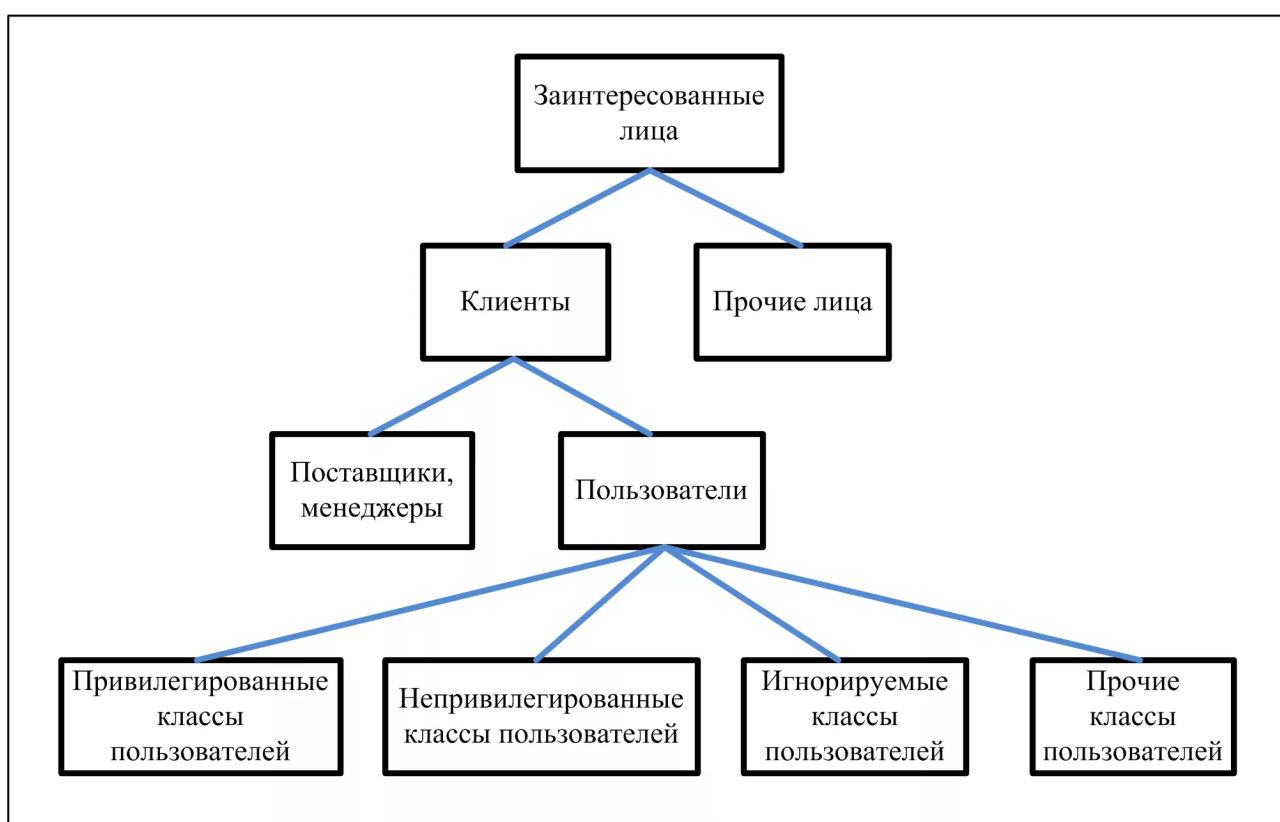 Заинтересованные
лица
Клиенты
Прочие лица
Поставщики,
менеджеры
Пользователи
Привилегированные
классы
пользователей
Непривилегированные
классы пользователей
Игнорируемые
классы
пользователей
Прочие
классы
пользователей